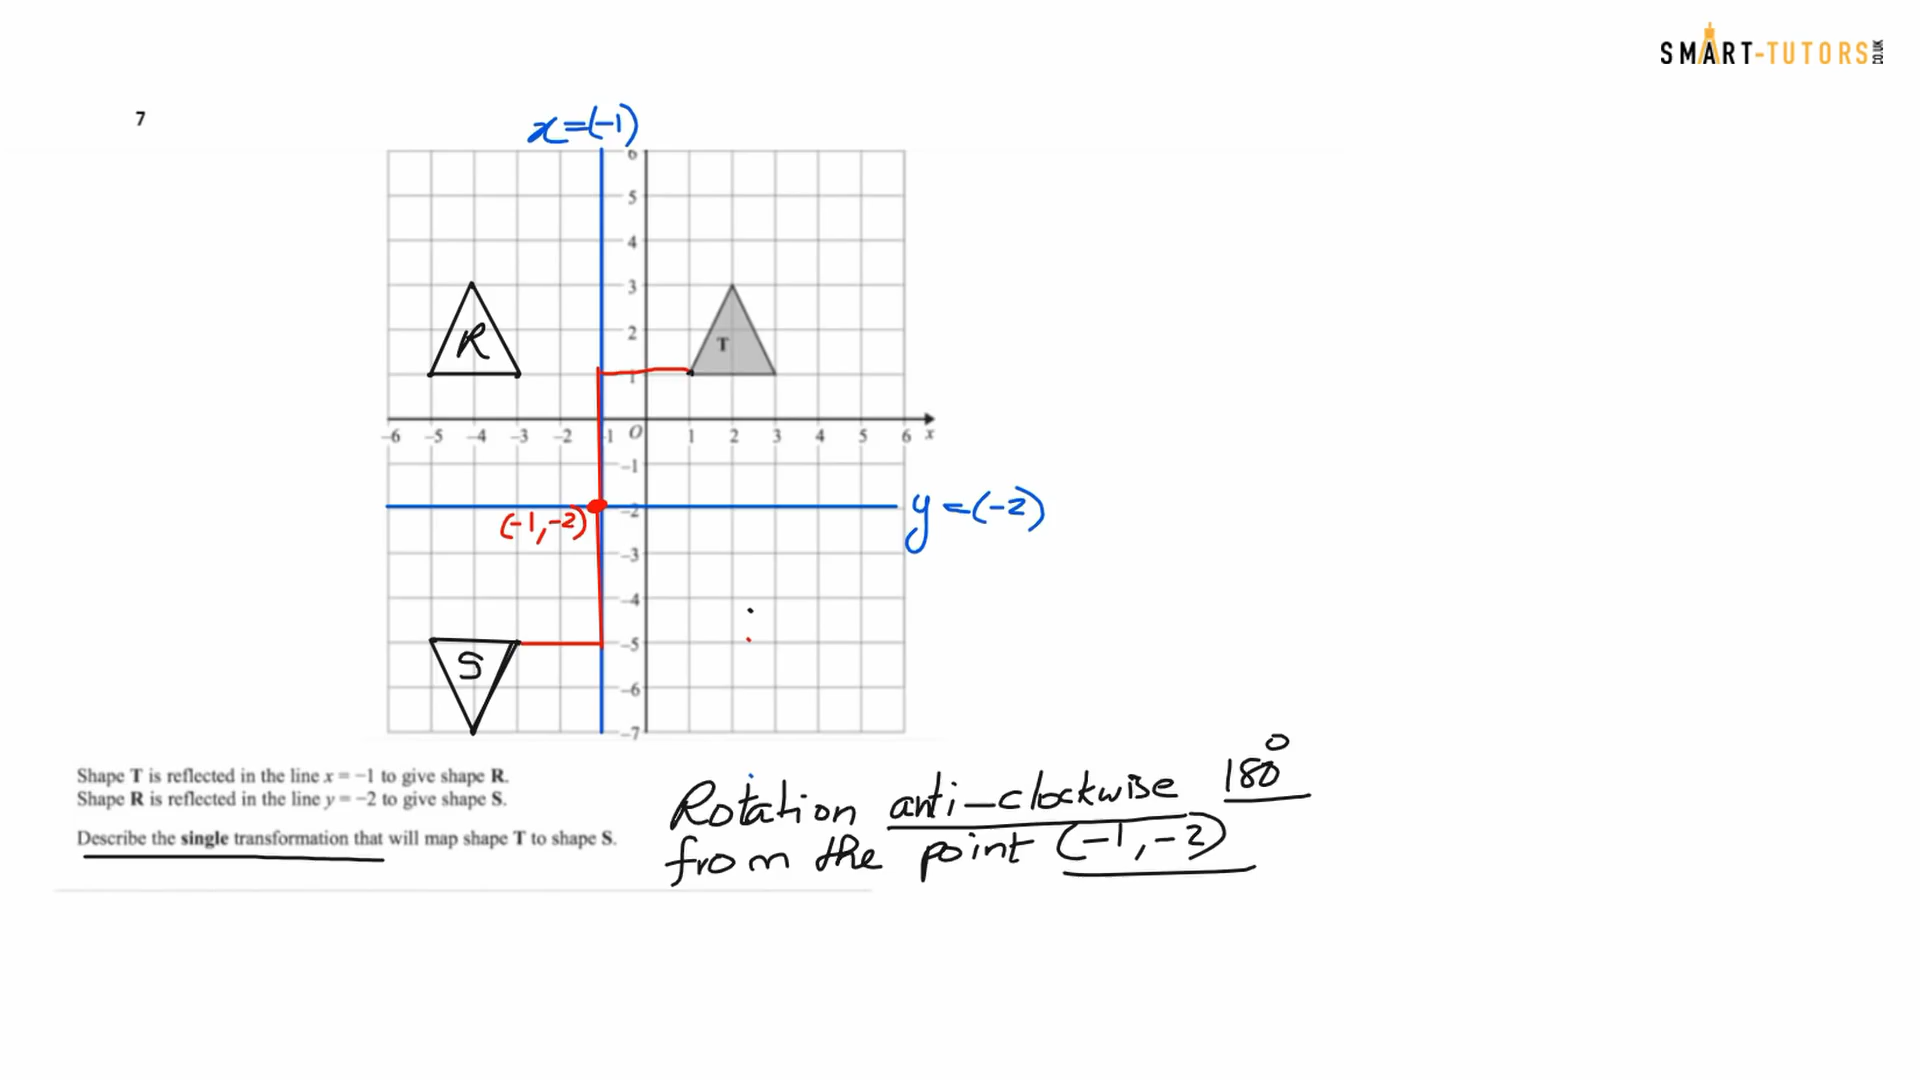 SMART-TUTORS.CO.UK
7
x=(-1)
6
5
4
3
R
2
T
1
-6 -5 -4 -3 -2 -1 O 1 2 3 4 5 6 x
-1
-2
y=(-2)
(-1,-2)
-3
-4
-5
S
-6
-7
Shape T is reflected in the line x = −1 to give shape R.
Shape R is reflected in the line y = −2 to give shape S.
Describe the single transformation that will map shape T to shape S.
Rotation anti-clockwise 180°
from the point (-1,-2)